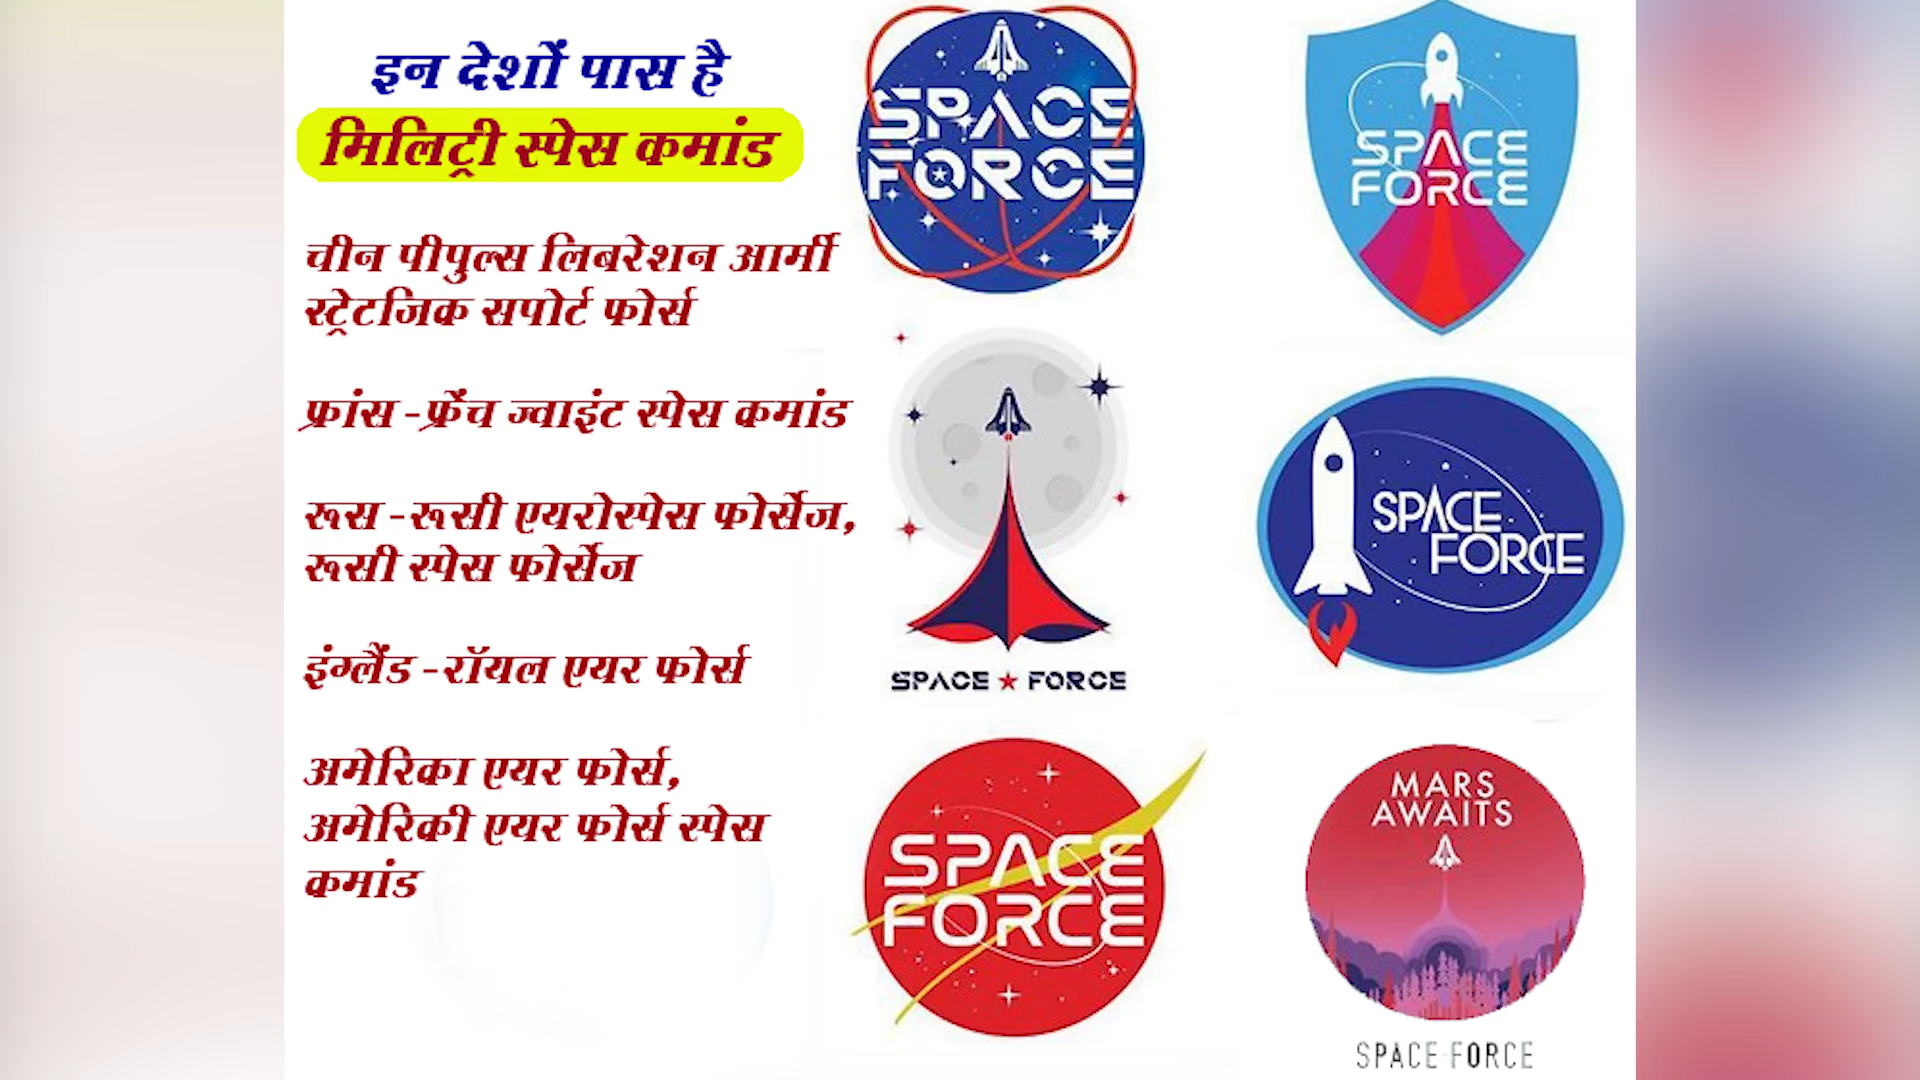 इन देशों पास है
मिलिट्री स्पेस कमांड
चीन पीपुल्स लिबरेशन आर्मी
स्ट्रेटजिक सपोर्ट फोर्स
फ्रांस-फ्रेंच ज्वाइंट स्पेस कमांड
रूस-रूसी एयरोस्पेस फोर्सेज,
रूसी स्पेस फोर्सेज
इंग्लैंड-रॉयल एयर फोर्स
अमेरिका एयर फोर्स,
अमेरिकी एयर फोर्स स्पेस
कमांड
SPACE
FORCE
SPACE
FORCE
SPACE ★ FORCE
SPACE
FORCE
SPACE
FORCE
MARS
AWAITS
SPACE FORCE